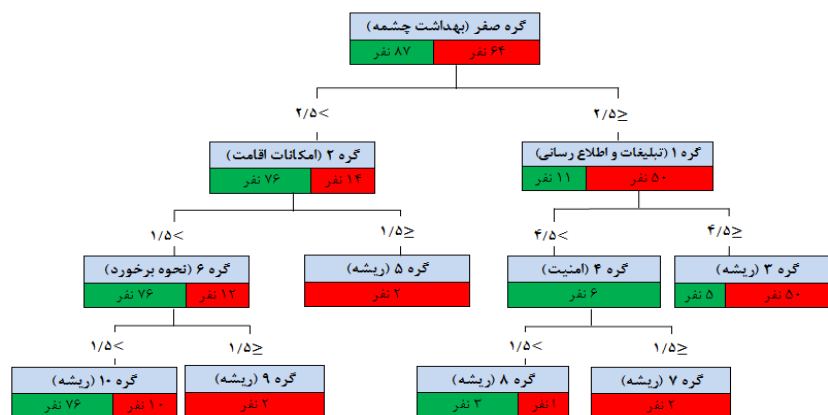 گره صفر (بهداشت چشمه)
۶۴ نفر
۸۷ نفر
۲/۵≥
۲/۵<
گره ۱ (تبلیغات و اطلاع رسانی)
۵۰ نفر
۱۱ نفر
گره ۲ (امکانات اقامت)
۱۴ نفر
۷۶ نفر
۴/۵≥
۴/۵<
۱/۵≥
۱/۵<
گره ۳ (ریشه)
۵۰ نفر
۵ نفر
گره ۴ (امنیت)
۶ نفر
گره ۵ (ریشه)
۲ نفر
گره ۶ (نحوه برخورد)
۱۲ نفر
۷۶ نفر
۱/۵≥
۱/۵<
۱/۵≥
۱/۵<
گره ۷ (ریشه)
۲ نفر
گره ۸ (ریشه)
۱ نفر
۳ نفر
گره ۹ (ریشه)
۲ نفر
گره ۱۰ (ریشه)
۱۰ نفر
۷۶ نفر